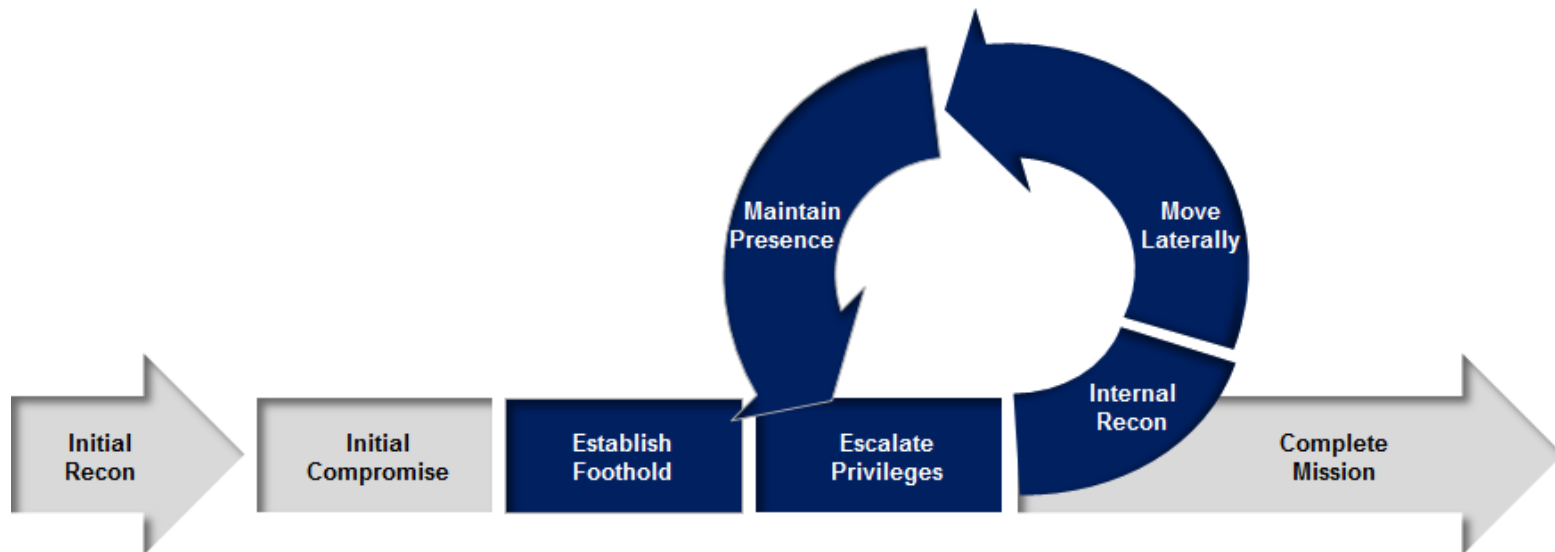 Initial
Recon
Initial
Compromise
Establish
Foothold
Escalate
Privileges
Internal
Recon
Move
Laterally
Maintain
Presence
Complete
Mission